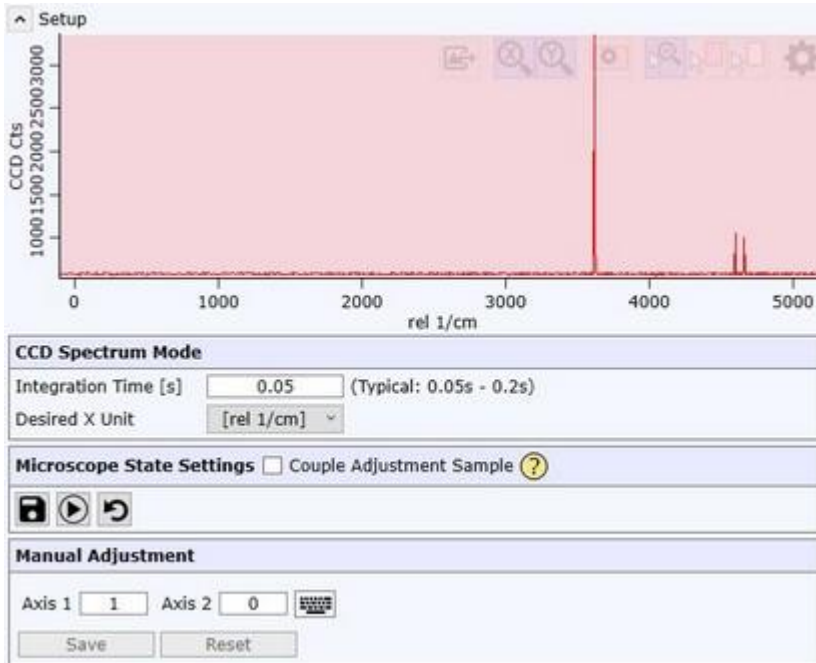 Setup
CCD Cts
3000
2500
2000
1500
1000
0 1000 2000 3000 4000 5000
rel 1/cm
CCD Spectrum Mode
Integration Time [s] 0.05 (Typical: 0.05s - 0.2s)
Desired X Unit [rel 1/cm]
Microscope State Settings Couple Adjustment Sample ?
Manual Adjustment
Axis 1 1 Axis 2 0
Save Reset